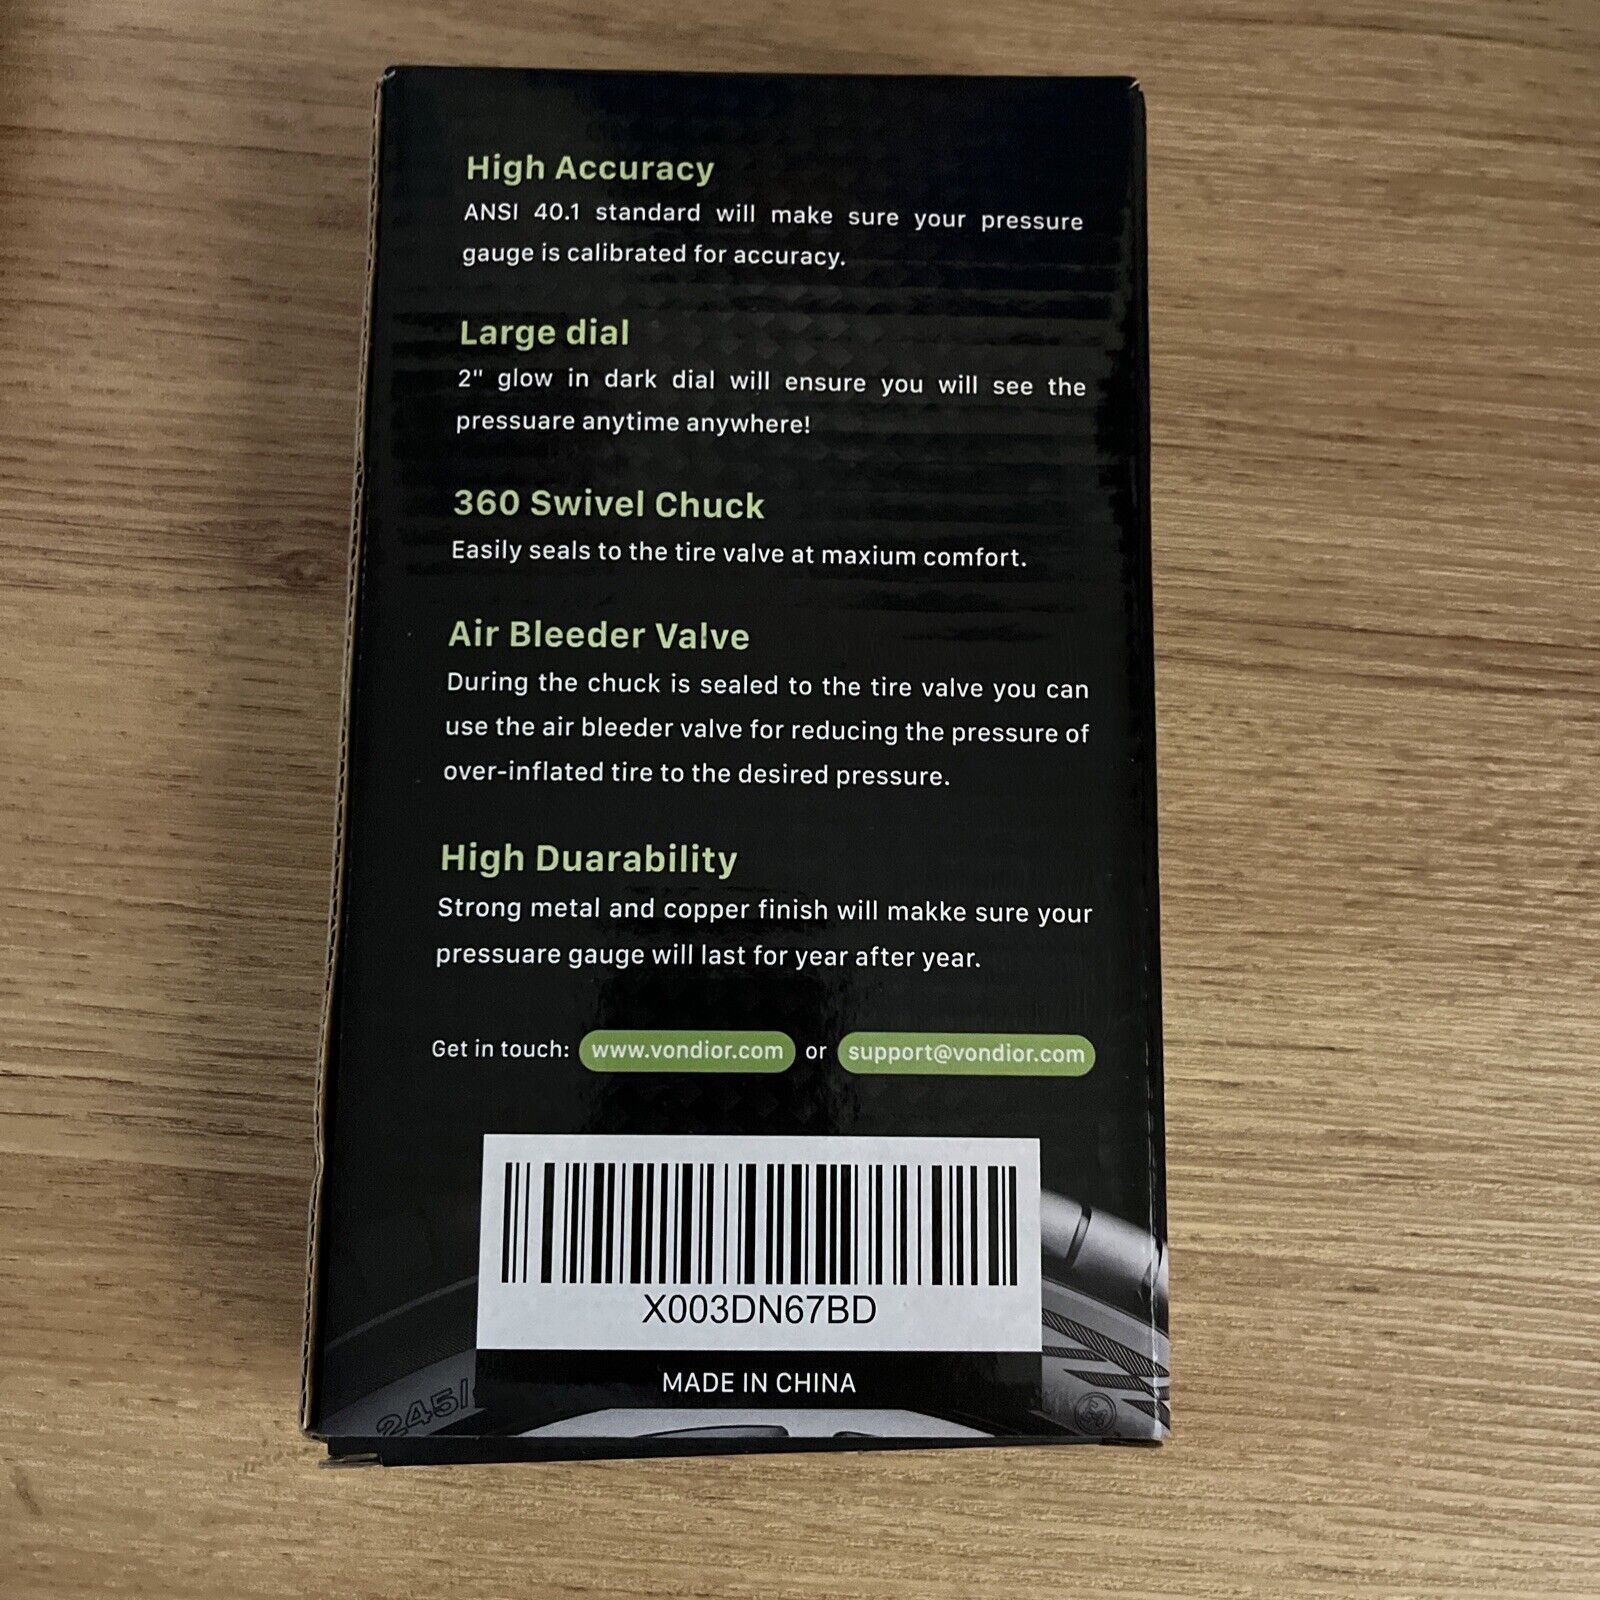 High Accuracy
ANSI 40.1 standard will make sure your pressure
gauge is calibrated for accuracy.
Large dial
2" glow in dark dial will ensure you will see the
pressuare anytime anywhere!
360 Swivel Chuck
Easily seals to the tire valve at maxium comfort.
Air Bleeder Valve
During the chuck is sealed to the tire valve you can
use the air bleeder valve for reducing the pressure of
over-inflated tire to the desired pressure.
High Duarability
Strong metal and copper finish will makke sure your
pressuare gauge will last for year after year.
Get in touch: www.vondior.com or support@vondior.com
X003DN67BD
MADE IN CHINA
245/